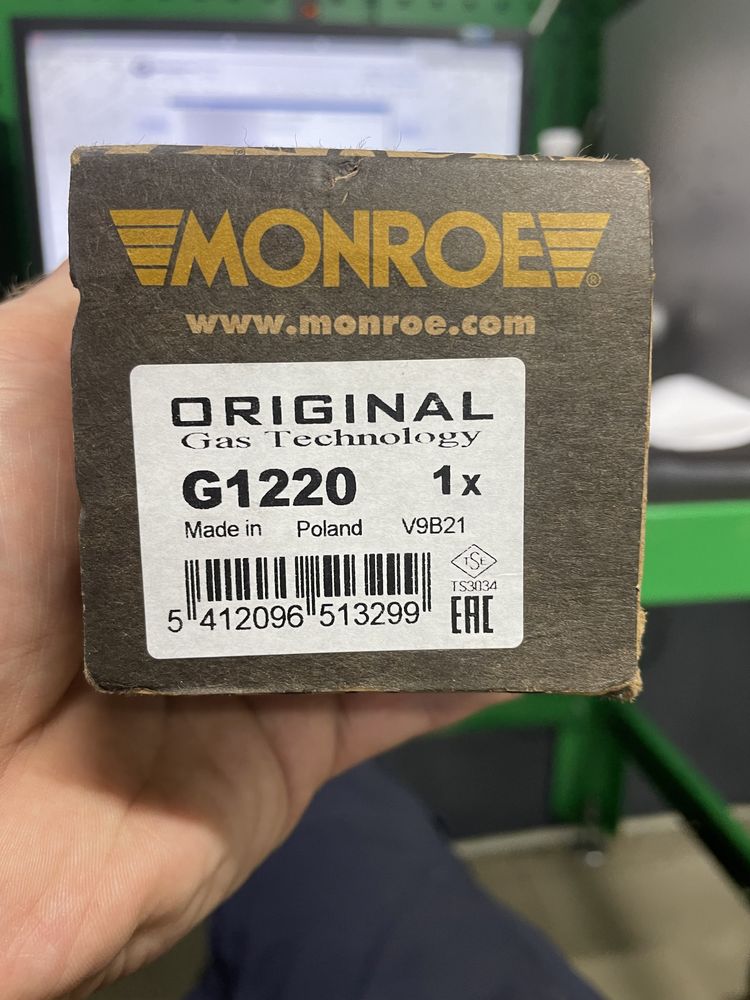 MONROE®
www.monroe.com
ORIGINAL
Gas Technology
G1220 1x
Made in Poland V9B21
TSE
TS3034
EAC
5 412096 513299